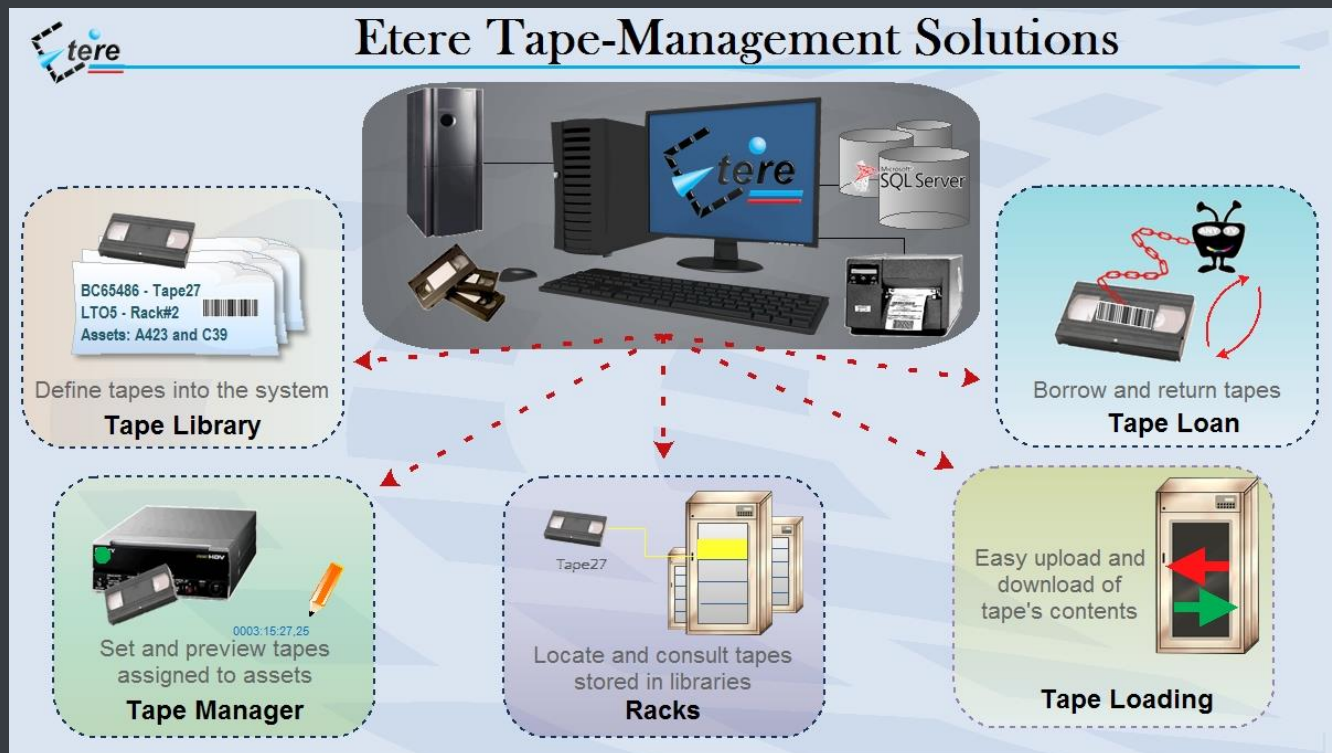 Etere
Etere Tape-Management Solutions
Etere
Microsoft
SQL Server
BC65486 - Tape27
LTO5 - Rack#2
Assets: A423 and C39
Define tapes into the system
Tape Library
Borrow and return tapes
Tape Loan
0003:15:27,25
Set and preview tapes
assigned to assets
Tape Manager
Tape27
Locate and consult tapes
stored in libraries
Racks
Easy upload and
download of
tape's contents
Tape Loading